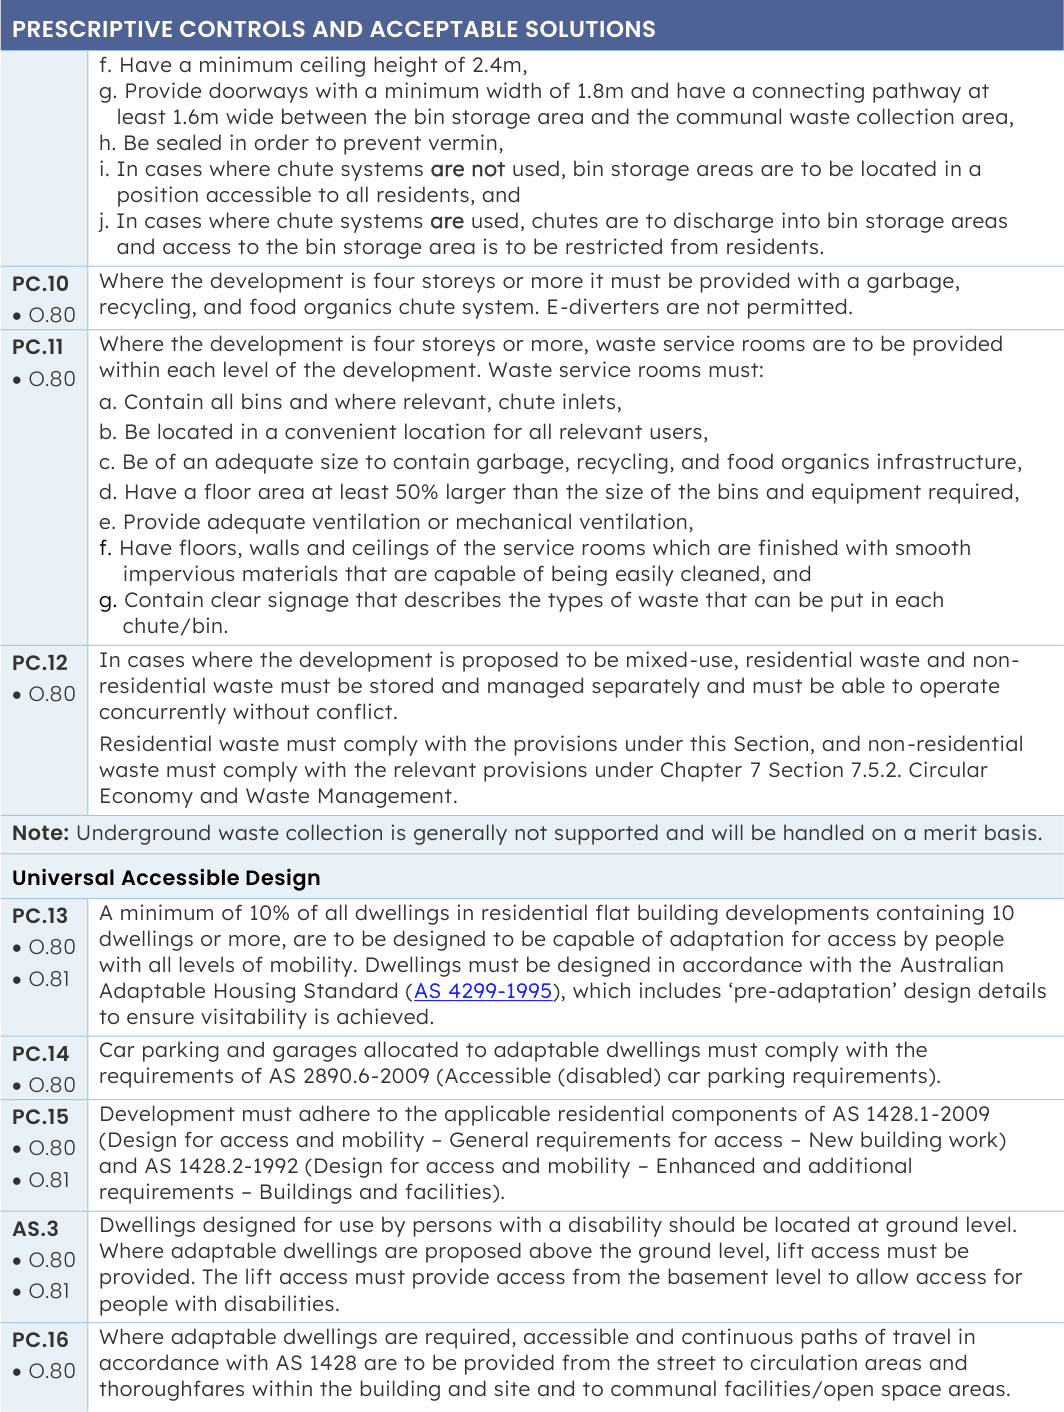 PRESCRIPTIVE CONTROLS AND ACCEPTABLE SOLUTIONS
f. Have a minimum ceiling height of 2.4m,
g. Provide doorways with a minimum width of 1.8m and have a connecting pathway at
least 1.6m wide between the bin storage area and the communal waste collection area,
h. Be sealed in order to prevent vermin,
i. In cases where chute systems are not used, bin storage areas are to be located in a
position accessible to all residents, and
j. In cases where chute systems are used, chutes are to discharge into bin storage areas
and access to the bin storage area is to be restricted from residents.
PC.10
• O.80
Where the development is four storeys or more it must be provided with a garbage,
recycling, and food organics chute system. E-diverters are not permitted.
PC.11
• O.80
Where the development is four storeys or more, waste service rooms are to be provided
within each level of the development. Waste service rooms must:
a. Contain all bins and where relevant, chute inlets,
b. Be located in a convenient location for all relevant users,
c. Be of an adequate size to contain garbage, recycling, and food organics infrastructure,
d. Have a floor area at least 50% larger than the size of the bins and equipment required,
e. Provide adequate ventilation or mechanical ventilation,
f. Have floors, walls and ceilings of the service rooms which are finished with smooth
impervious materials that are capable of being easily cleaned, and
g. Contain clear signage that describes the types of waste that can be put in each
chute/bin.
PC.12
• O.80
In cases where the development is proposed to be mixed-use, residential waste and non-
residential waste must be stored and managed separately and must be able to operate
concurrently without conflict.
Residential waste must comply with the provisions under this Section, and non-residential
waste must comply with the relevant provisions under Chapter 7 Section 7.5.2. Circular
Economy and Waste Management.
Note: Underground waste collection is generally not supported and will be handled on a merit basis.
Universal Accessible Design
PC.13
• O.80
• O.81
A minimum of 10% of all dwellings in residential flat building developments containing 10
dwellings or more, are to be designed to be capable of adaptation for access by people
with all levels of mobility. Dwellings must be designed in accordance with the Australian
Adaptable Housing Standard (AS 4299-1995), which includes ‘pre-adaptation’ design details
to ensure visitability is achieved.
PC.14
• O.80
Car parking and garages allocated to adaptable dwellings must comply with the
requirements of AS 2890.6-2009 (Accessible (disabled) car parking requirements).
PC.15
• O.80
• O.81
Development must adhere to the applicable residential components of AS 1428.1-2009
(Design for access and mobility – General requirements for access – New building work)
and AS 1428.2-1992 (Design for access and mobility – Enhanced and additional
requirements – Buildings and facilities).
AS.3
• O.80
• O.81
Dwellings designed for use by persons with a disability should be located at ground level.
Where adaptable dwellings are proposed above the ground level, lift access must be
provided. The lift access must provide access from the basement level to allow access for
people with disabilities.
PC.16
• O.80
Where adaptable dwellings are required, accessible and continuous paths of travel in
accordance with AS 1428 are to be provided from the street to circulation areas and
thoroughfares within the building and site and to communal facilities/open space areas.